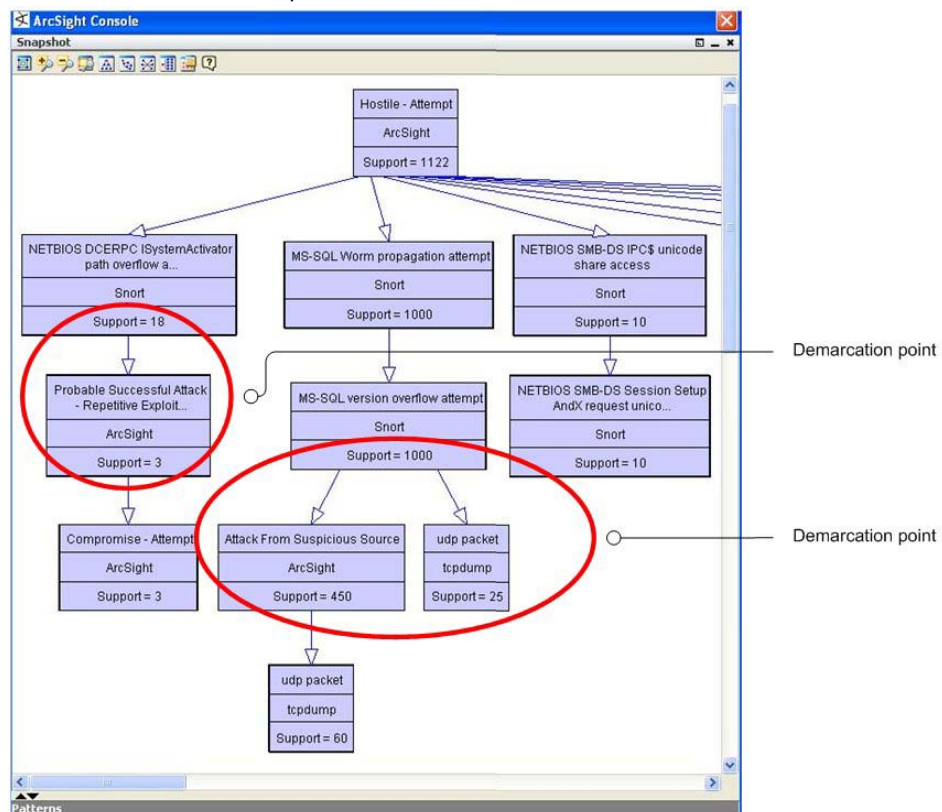 ArcSight Console
Snapshot
Hostile - Attempt
ArcSight
Support = 1122
NETBIOS DCERPC ISystemActivator
path overflow a...
Snort
Support = 18
MS-SQL Worm propagation attempt
Snort
Support = 1000
NETBIOS SMB-DS IPC$ unicode
share access
Snort
Support = 10
Demarcation point
Probable Successful Attack
- Repetitive Exploit...
ArcSight
Support = 3
MS-SQL version overflow attempt
Snort
Support = 1000
NETBIOS SMB-DS Session Setup
AndX request unico...
Snort
Support = 10
Demarcation point
Compromise - Attempt
ArcSight
Support = 3
Attack From Suspicious Source
ArcSight
Support = 450
udp packet
tcpdump
Support = 25
udp packet
tcpdump
Support = 60
Patterns